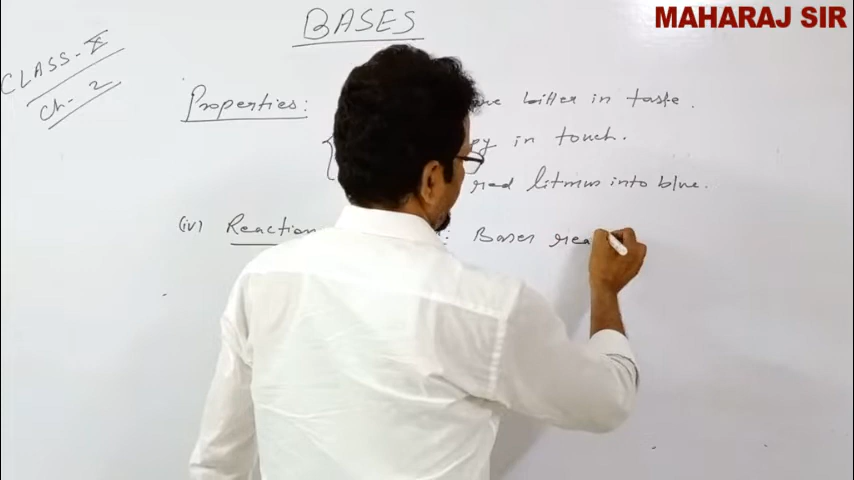 BASES
MAHARAJ SIR
CLASS - X
Ch - 2
Properties: bitter in taste.
in touch.
red litmus into blue.
(iv) Reaction : Bases rea